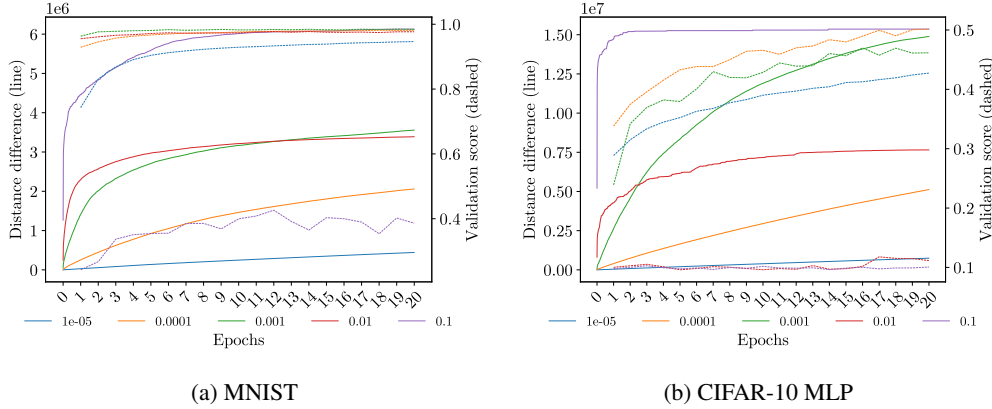 1e6
6
5
4
3
2
1
0
Distance difference (line)
1.0
0.8
0.6
0.4
Validation score (dashed)
0 1 2 3 4 5 6 7 8 9 10 11 12 13 14 15 16 17 18 19 20
1e-05 0.0001 0.001 0.01 0.1
Epochs
(a) MNIST
1e7
1.50
1.25
1.00
0.75
0.50
0.25
0.00
Distance difference (line)
0.5
0.4
0.3
0.2
0.1
Validation score (dashed)
0 1 2 3 4 5 6 7 8 9 10 11 12 13 14 15 16 17 18 19 20
1e-05 0.0001 0.001 0.01 0.1
Epochs
(b) CIFAR-10 MLP